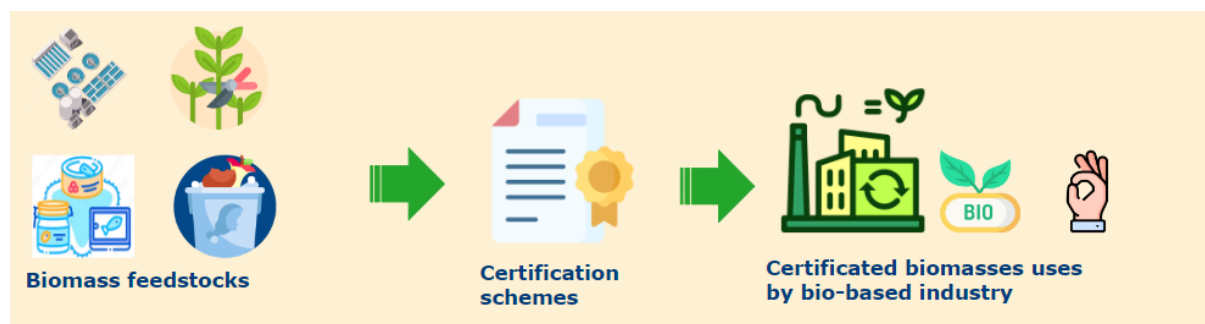 Biomass feedstocks
Certification
schemes
BIO
Certificated biomasses uses
by bio-based industry